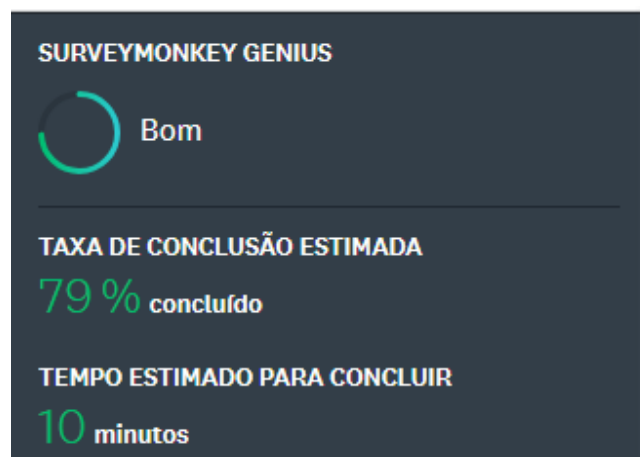 SURVEYMONKEY GENIUS
Bom
TAXA DE CONCLUSÃO ESTIMADA
79 % concluído
TEMPO ESTIMADO PARA CONCLUIR
10 minutos